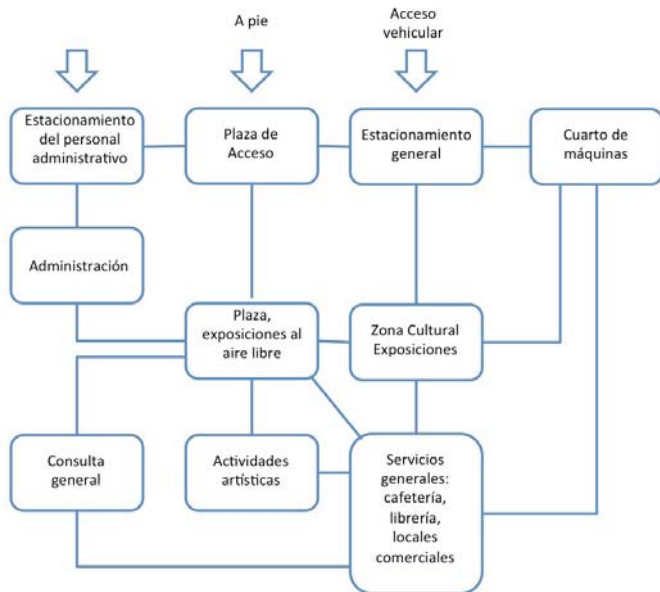 A pie
Acceso
vehicular
Estacionamiento
del personal
administrativo
Plaza de
Acceso
Estacionamiento
general
Cuarto de
máquinas
Administración
Plaza,
exposiciones al
aire libre
Zona Cultural
Exposiciones
Consulta
general
Actividades
artísticas
Servicios
generales:
cafetería,
librería,
locales
comerciales